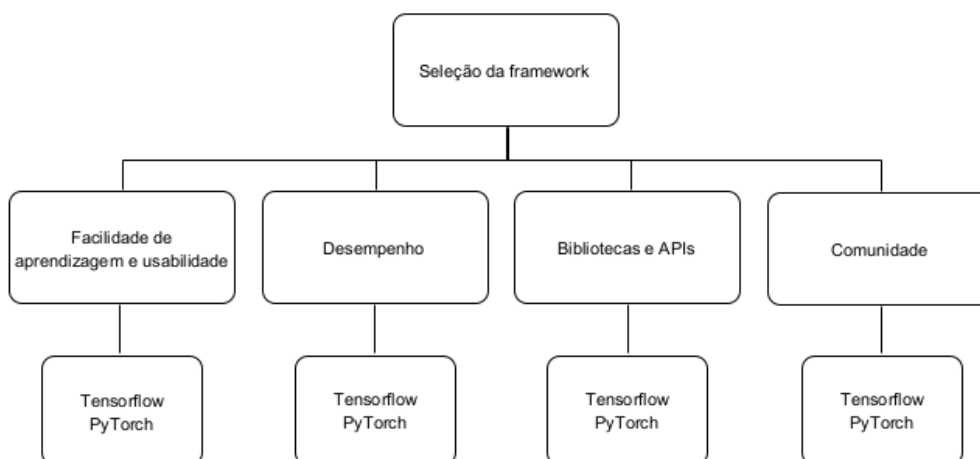 Seleção da framework
Facilidade de
aprendizagem e usabilidade
Desempenho
Bibliotecas e APIs
Comunidade
Tensorflow
PyTorch
Tensorflow
PyTorch
Tensorflow
PyTorch
Tensorflow
PyTorch